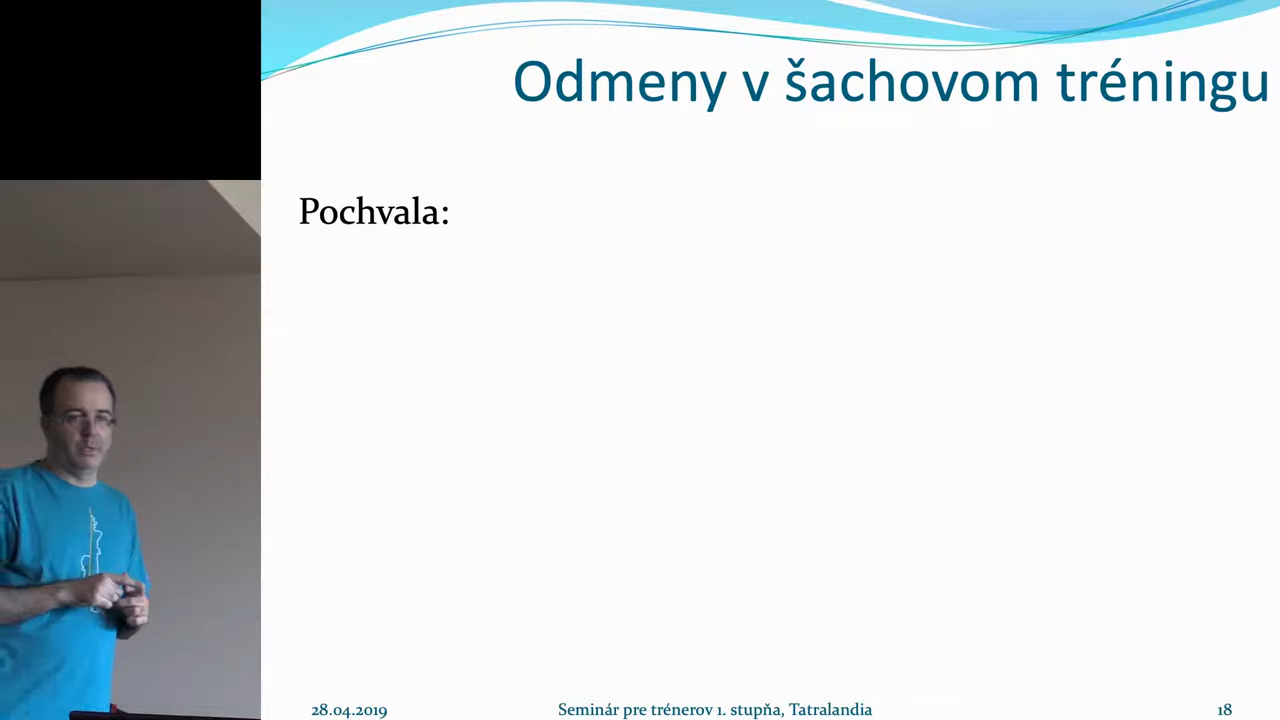 Odmeny v šachovom tréningu
Pochvala:
28.04.2019
Seminár pre trénerov 1. stupňa, Tatralandia
18